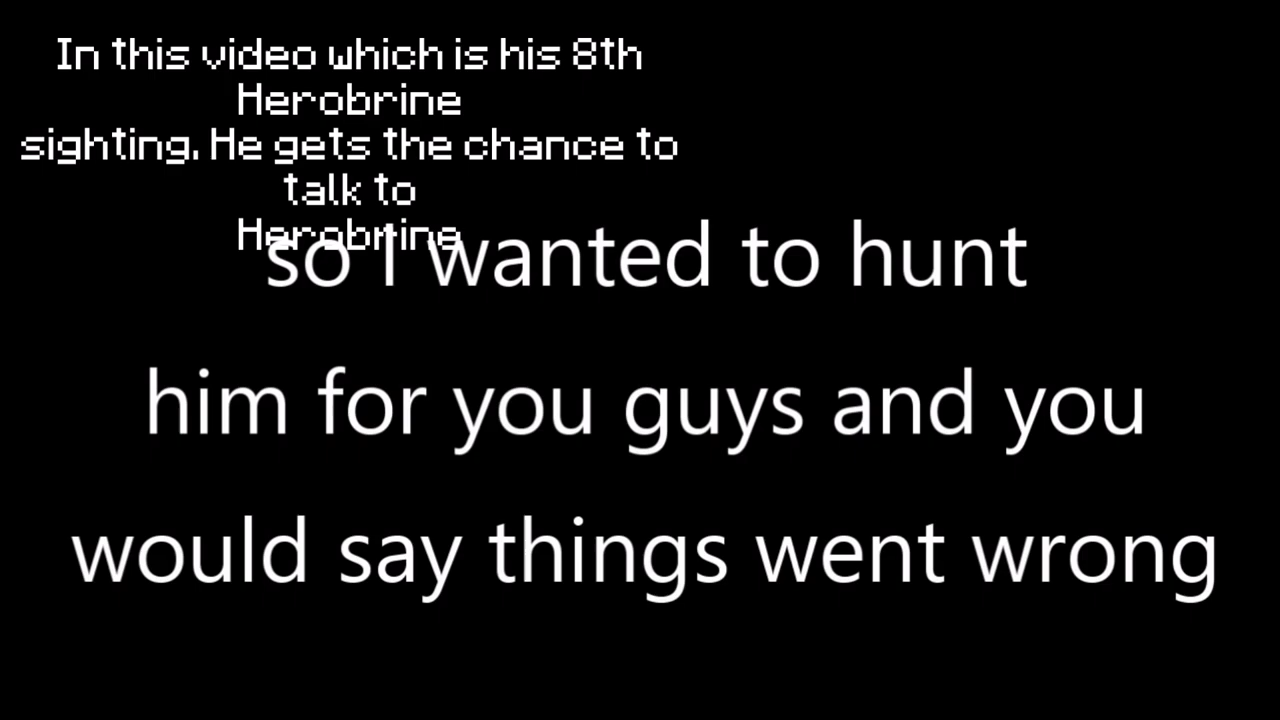 In this video which is his 8th
Herobrine
sighting. He gets the chance to
talk to
Herobrine
so I wanted to hunt
him for you guys and you
would say things went wrong